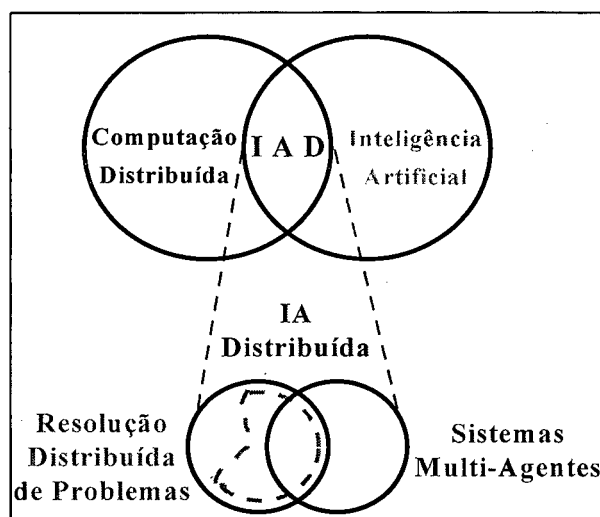 Computação
Distribuída
I A D
Inteligência
Artificial
IA
Distribuída
Resolução
Distribuída
de Problemas
Sistemas
Multi-Agentes